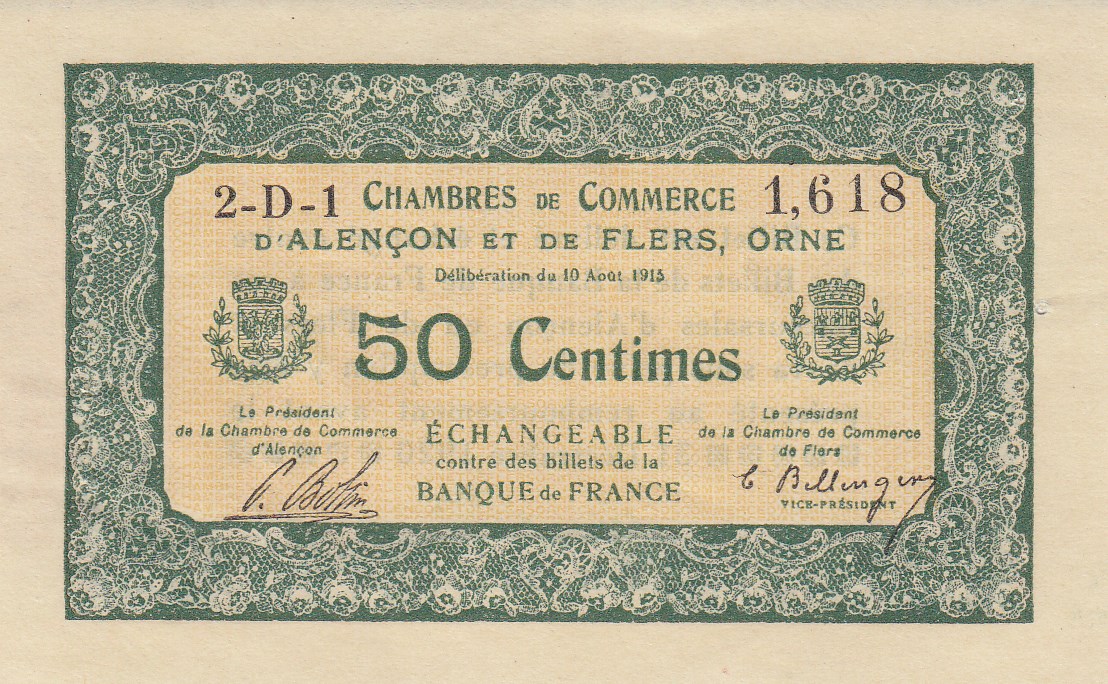 2-D-1 CHAMBRES DE COMMERCE 1,618
D'ALENÇON ET DE FLERS, ORNE
Délibération du 10 Août 1915
50 Centimes
Le Président
de la Chambre de Commerce
d'Alençon
ÉCHANGEABLE
contre des billets de la
BANQUE de FRANCE
Le Président
de la Chambre de Commerce
de Flers
VICE-PRÉSIDENT